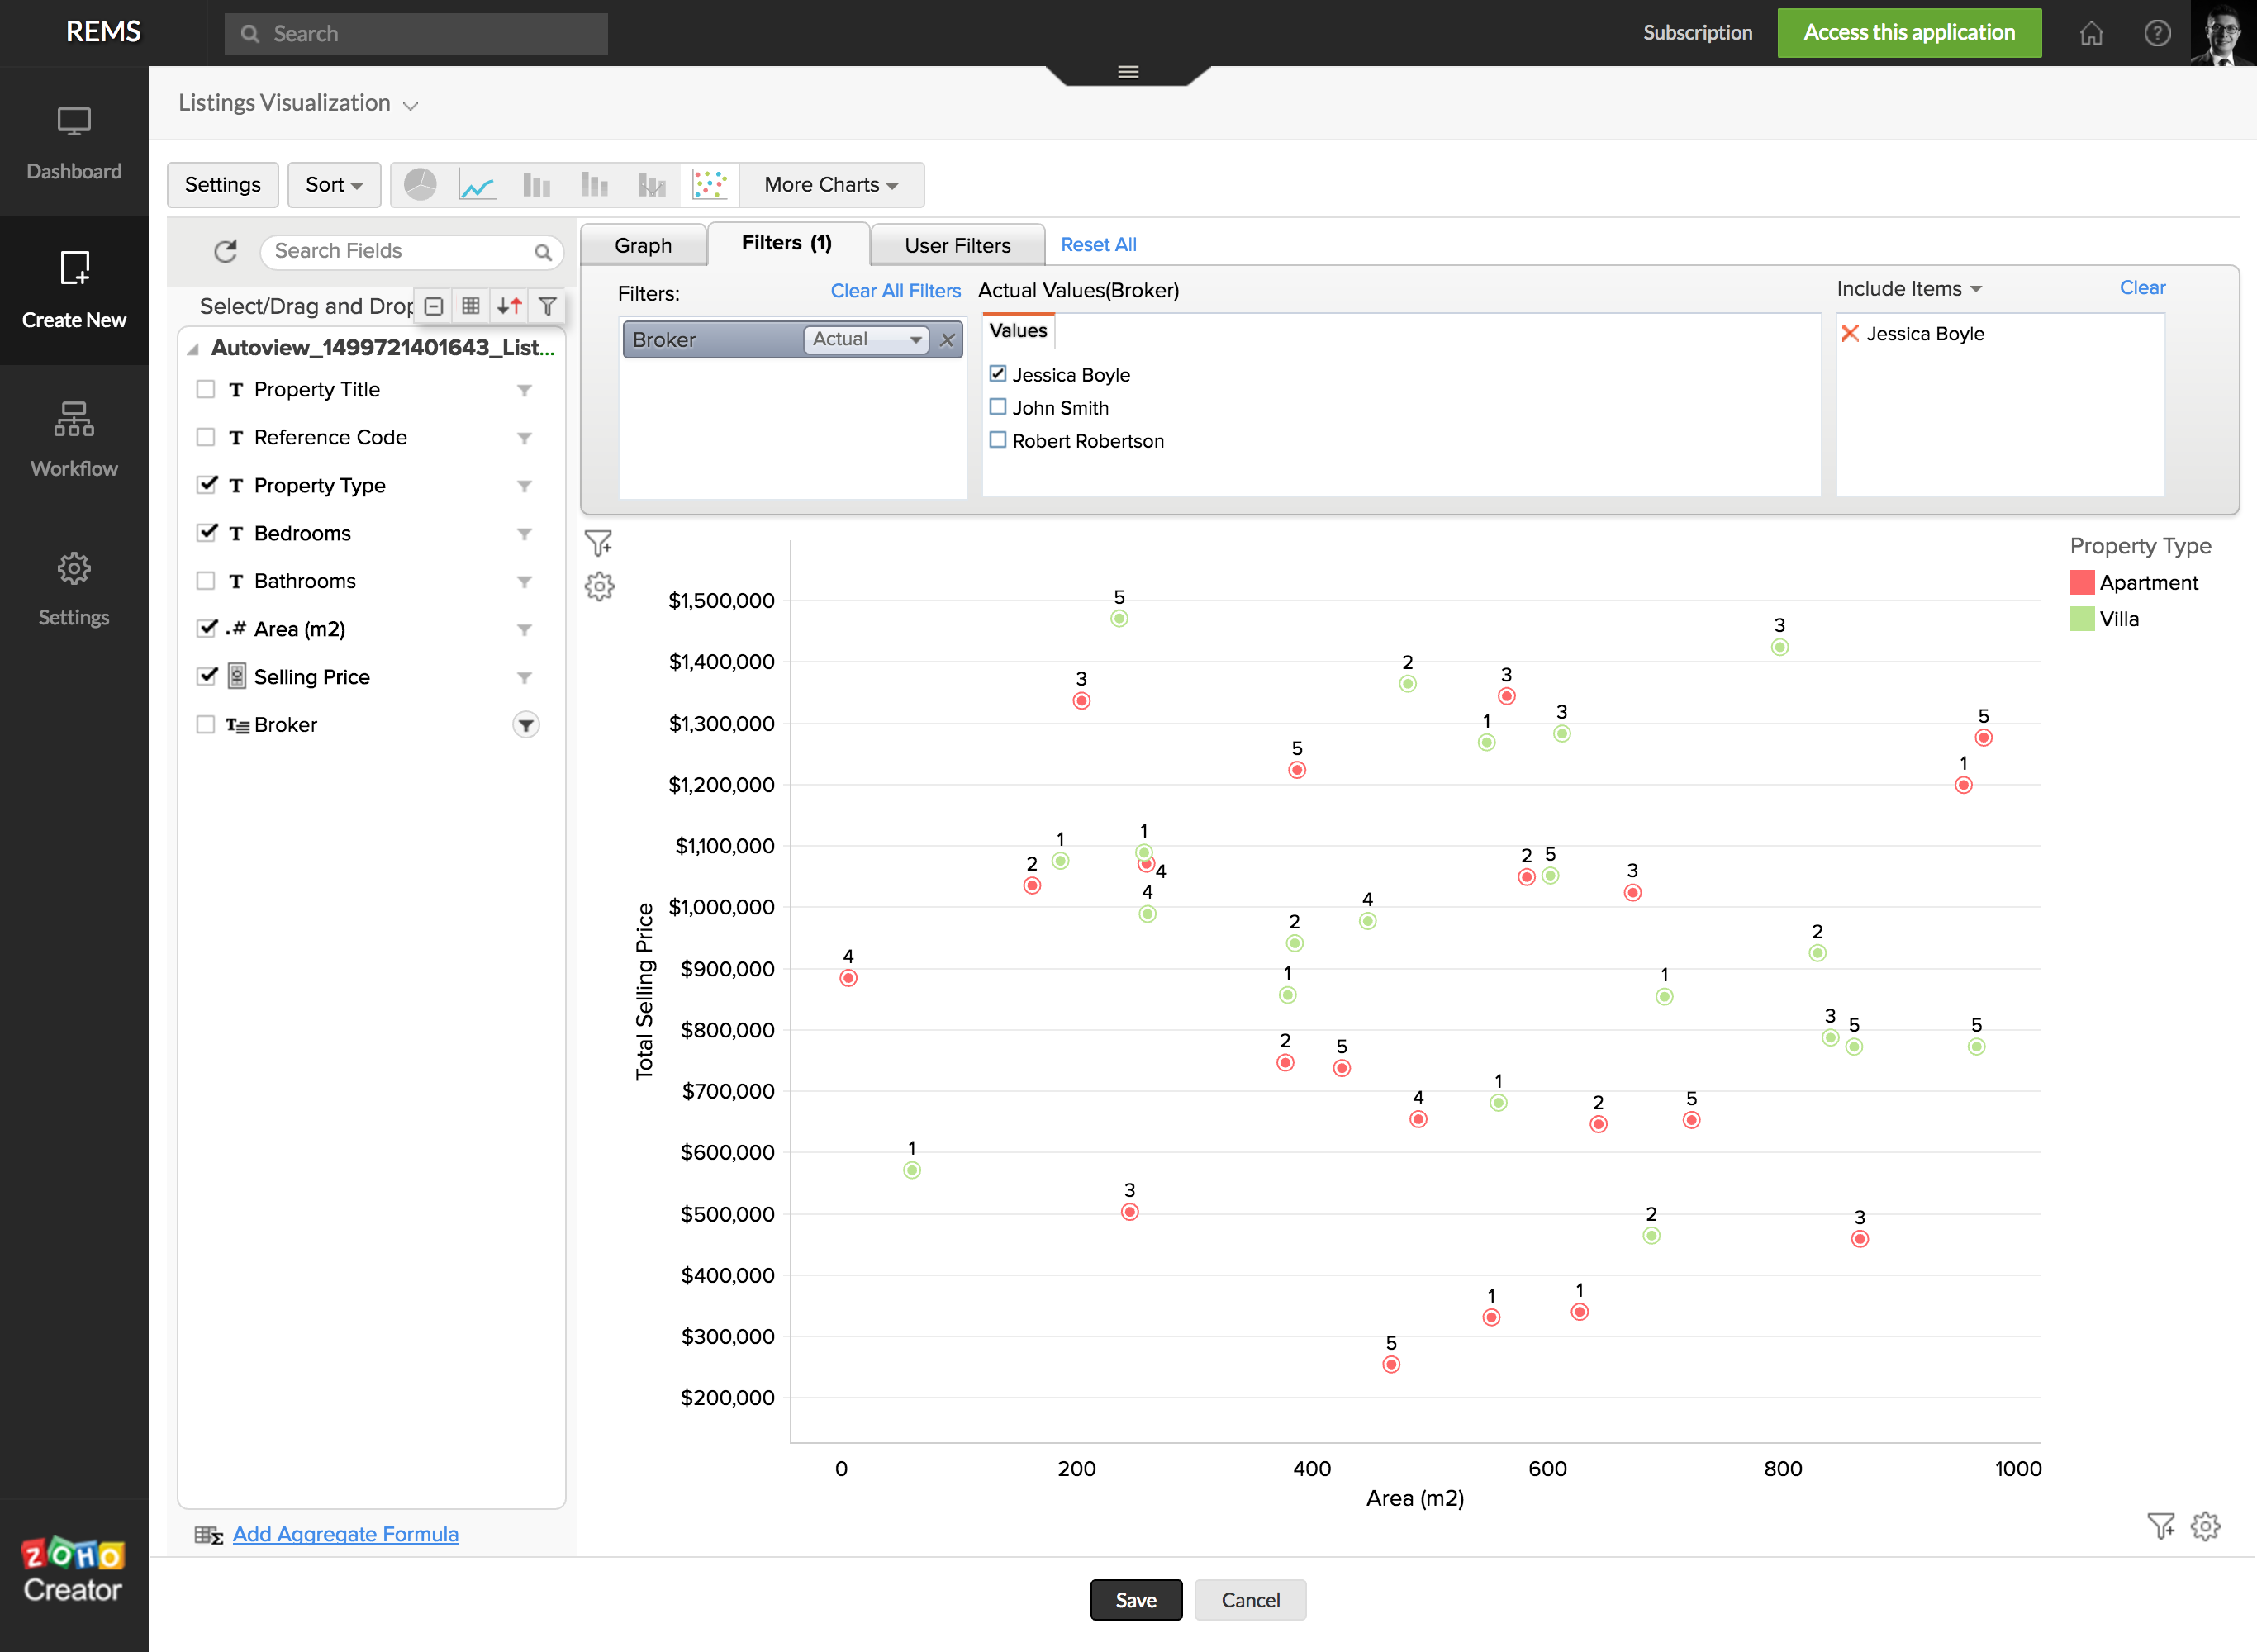 REMS
Search
Subscription
Access this application
Listings Visualization
Dashboard
Create New
Workflow
Settings
Settings
Sort
More Charts
Search Fields
Select/Drag and Drop
Autoview_1499721401643_List...
T Property Title
T Reference Code
T Property Type
T Bedrooms
T Bathrooms
.# Area (m2)
Selling Price
T Broker
Add Aggregate Formula
Graph
Filters (1)
User Filters
Reset All
Filters:
Clear All Filters
Broker
Actual
Actual Values(Broker)
Values
Jessica Boyle
John Smith
Robert Robertson
Include Items
Clear
Jessica Boyle
Property Type
Apartment
Villa
Total Selling Price
$1,500,000
$1,400,000
$1,300,000
$1,200,000
$1,100,000
$1,000,000
$900,000
$800,000
$700,000
$600,000
$500,000
$400,000
$300,000
$200,000
5
3
2
3
3
1
3
5
5
1
1
1
2
4
4
2 5
3
4
2
2
4
1
1
3
5
5
2
5
1
4
2
5
1
3
2
3
1
1
5
0 200 400 600 800 1000
Area (m2)
Save
Cancel
ZOHO
Creator